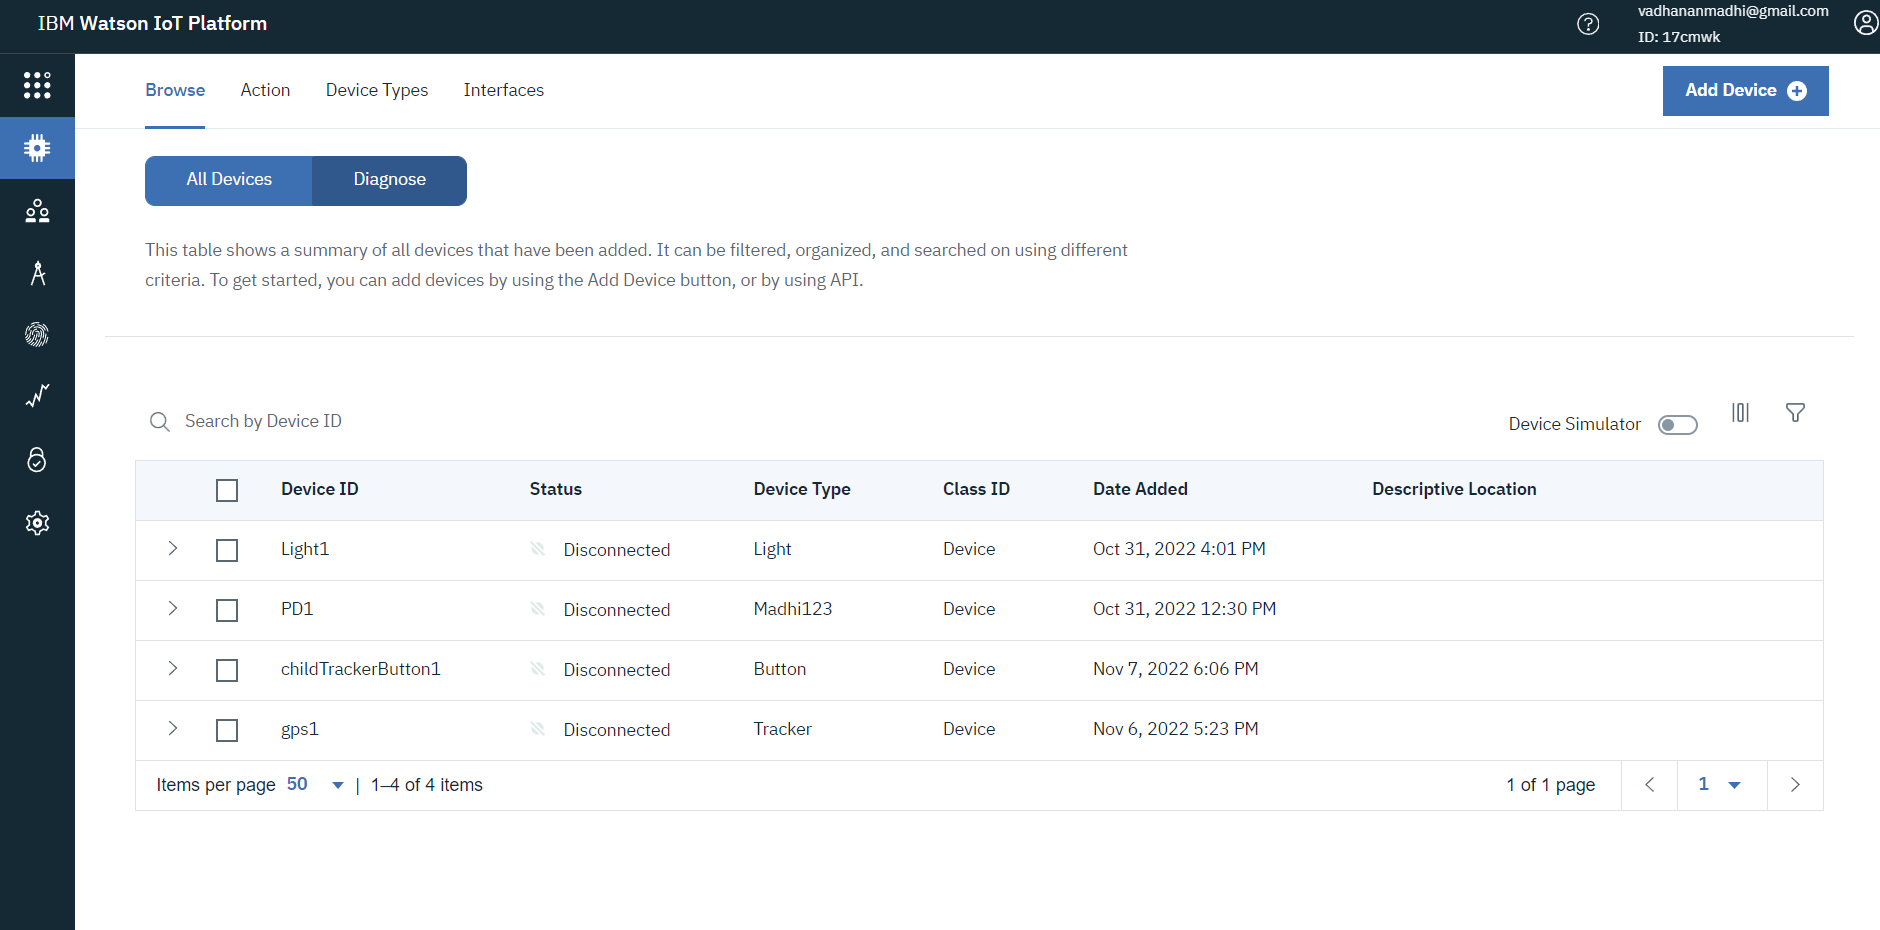 IBM Watson IoT Platform
vadhananmadhi@gmail.com
ID: 17cmwk
Browse Action Device Types Interfaces
Add Device
All Devices Diagnose
This table shows a summary of all devices that have been added. It can be filtered, organized, and searched on using different
criteria. To get started, you can add devices by using the Add Device button, or by using API.
Search by Device ID
Device Simulator
Device ID Status Device Type Class ID Date Added Descriptive Location
Light1 Disconnected Light Device Oct 31, 2022 4:01 PM
PD1 Disconnected Madhi123 Device Oct 31, 2022 12:30 PM
childTrackerButton1 Disconnected Button Device Nov 7, 2022 6:06 PM
gps1 Disconnected Tracker Device Nov 6, 2022 5:23 PM
Items per page 50 | 1–4 of 4 items 1 of 1 page 1